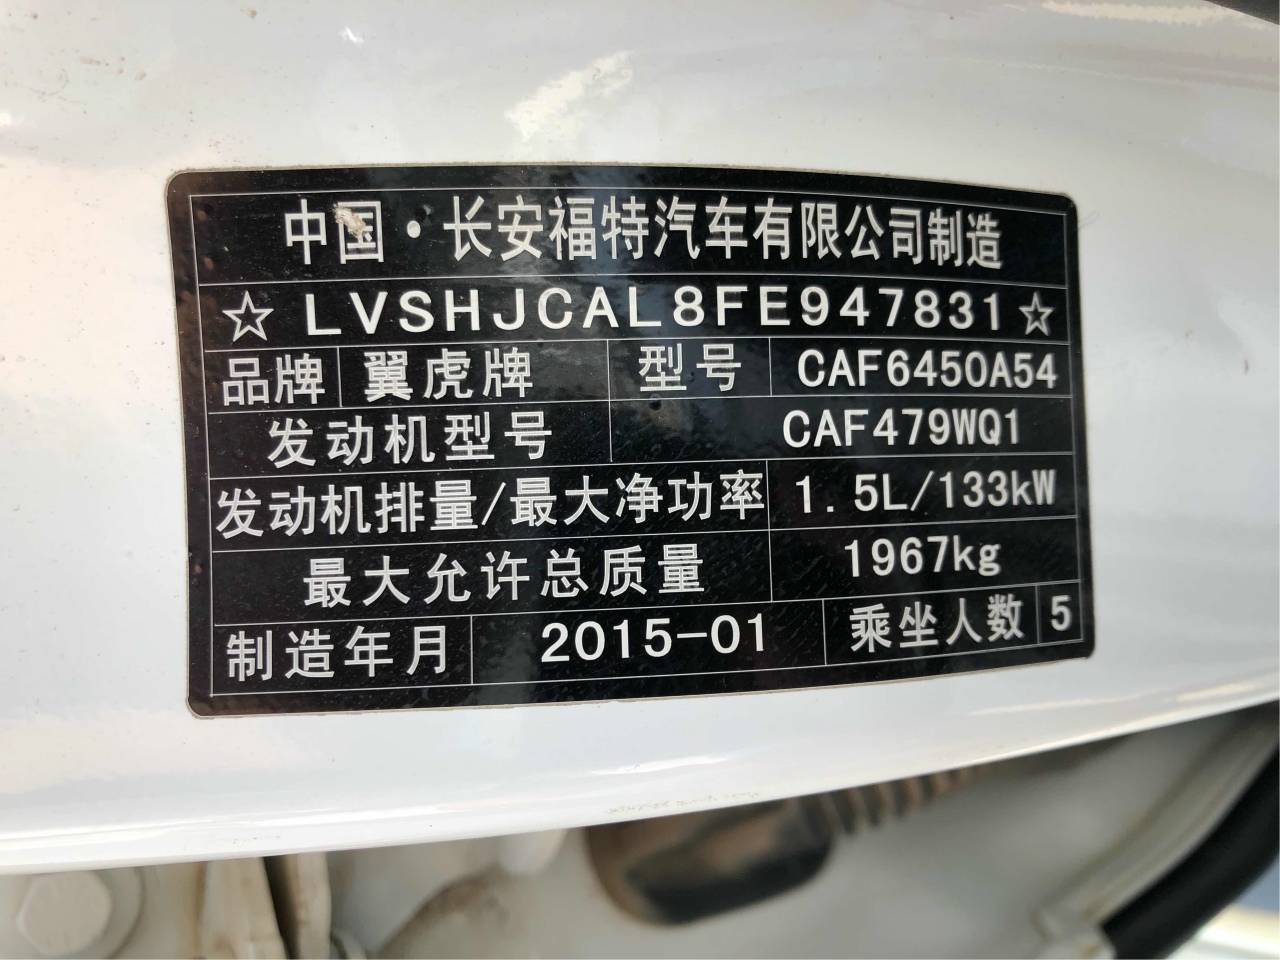 中国·长安福特汽车有限公司制造
☆LVSHJCAL8FE947831☆
品牌 翼虎牌 型号 CAF6450A54
发动机型号 CAF479WQ1
发动机排量/最大净功率 1.5L/133kW
最大允许总质量 1967kg
制造年月 2015-01 乘坐人数 5